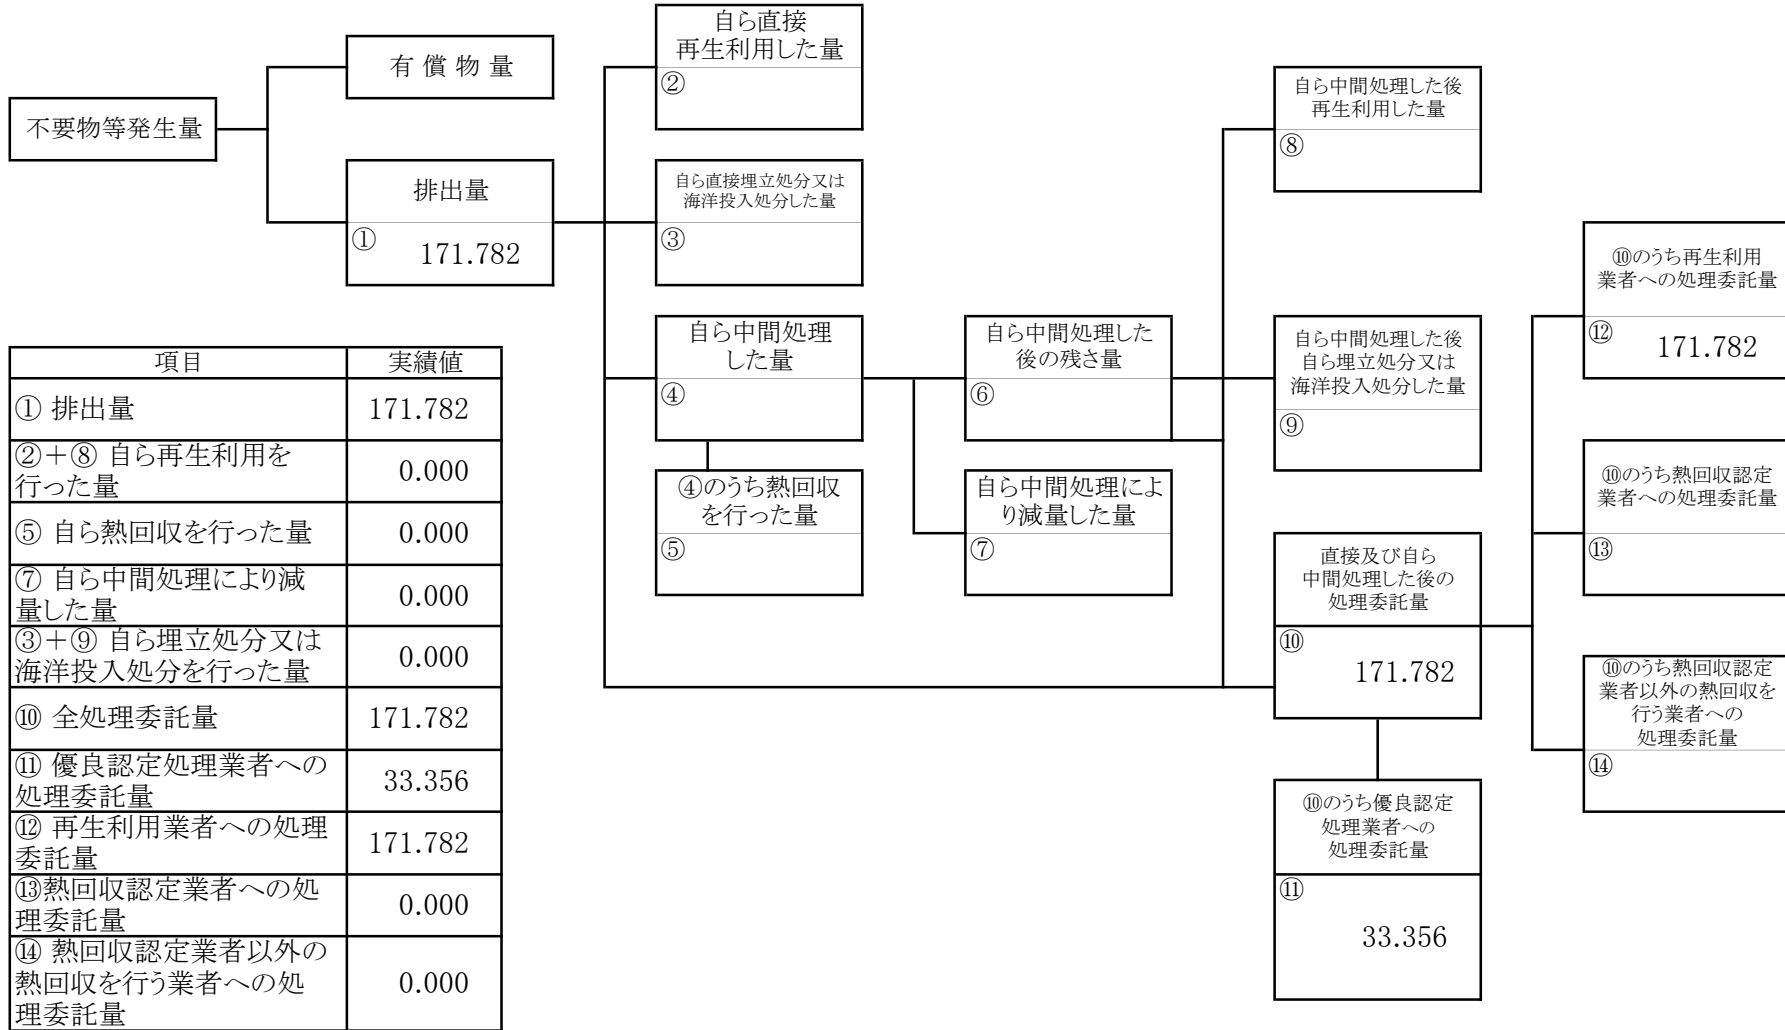 不要物等発生量
有 償 物 量
排出量
①
171.782
自ら直接
再生利用した量
②
自ら直接埋立処分又は
海洋投入処分した量
③
自ら中間処理
した量
④
④のうち熱回収
を行った量
⑤
自ら中間処理した
後の残さ量
⑥
自ら中間処理によ
り減量した量
⑦
自ら中間処理した後
再生利用した量
⑧
自ら中間処理した後
自ら埋立処分又は
海洋投入処分した量
⑨
直接及び自ら
中間処理した後の
処理委託量
⑩
171.782
⑩のうち優良認定
処理業者への
処理委託量
⑪
33.356
⑩のうち再生利用
業者への処理委託量
⑫
171.782
⑩のうち熱回収認定
業者への処理委託量
⑬
⑩のうち熱回収認定
業者以外の熱回収を
行う業者への
処理委託量
⑭
項目 実績値
① 排出量 171.782
②＋⑧ 自ら再生利用を
行った量 0.000
⑤ 自ら熱回収を行った量 0.000
⑦ 自ら中間処理により減
量した量 0.000
③＋⑨ 自ら埋立処分又は
海洋投入処分を行った量 0.000
⑩ 全処理委託量 171.782
⑪ 優良認定処理業者への
処理委託量 33.356
⑫ 再生利用業者への処理
委託量 171.782
⑬熱回収認定業者への処
理委託量 0.000
⑭ 熱回収認定業者以外の
熱回収を行う業者への処
理委託量 0.000